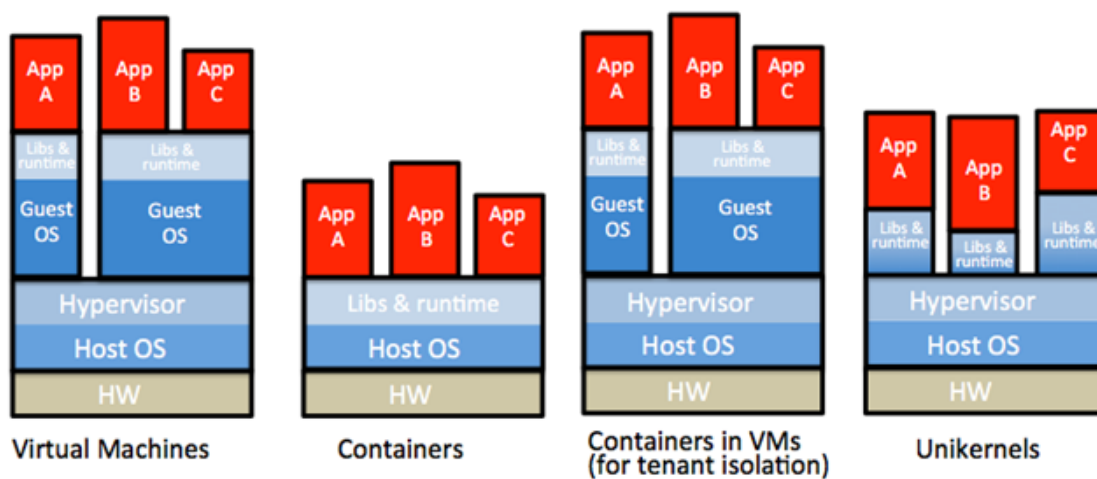 App
A
App
B
App
C
Libs &
runtime
Libs &
runtime
Guest
OS
Guest
OS
Hypervisor
Host OS
HW
Virtual Machines
App
A
App
B
App
C
Libs & runtime
Host OS
HW
Containers
App
A
App
B
App
C
Libs &
runtime
Libs &
runtime
Guest
OS
Guest
OS
Hypervisor
Host OS
HW
Containers in VMs
(for tenant isolation)
App
A
App
B
App
C
Libs &
runtime
Libs &
runtime
Libs &
runtime
Hypervisor
Host OS
HW
Unikernels